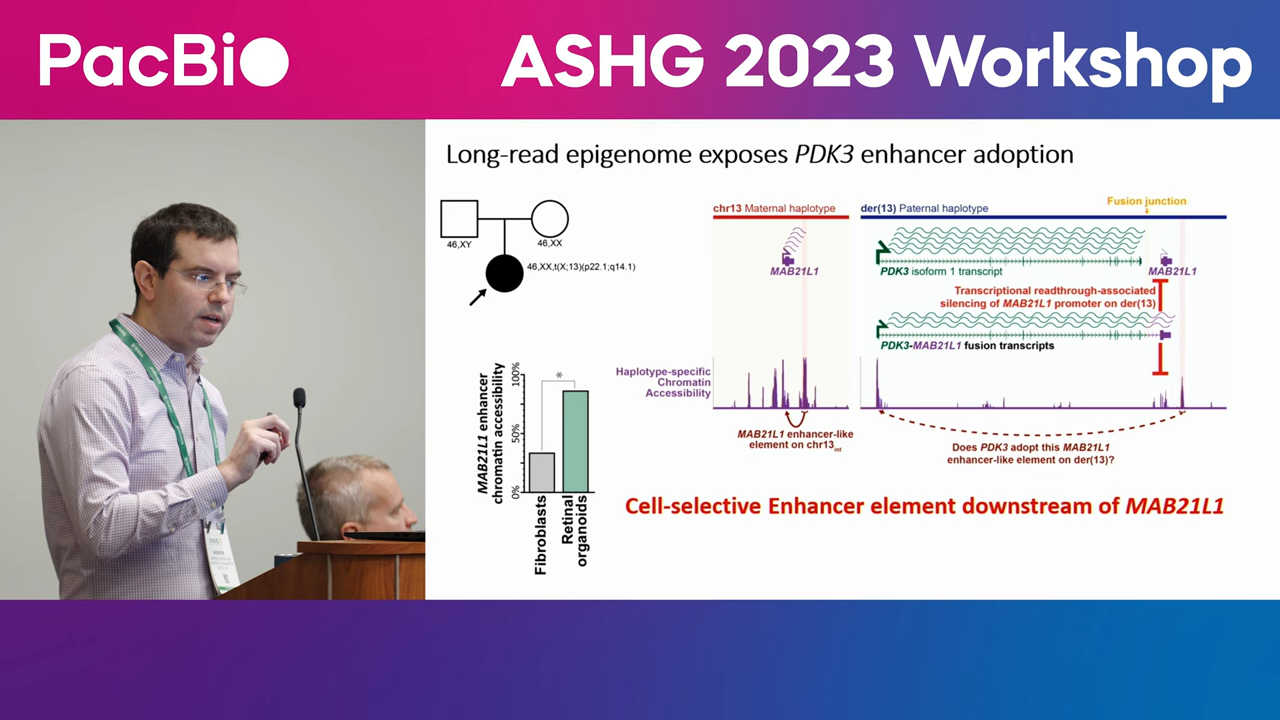 PacBio
ASHG 2023 Workshop
Long-read epigenome exposes PDK3 enhancer adoption
46,XY
46,XX
46,XX,t(X;13)(p22.1;q14.1)
chr13 Maternal haplotype
der(13) Paternal haplotype
Fusion junction
MAB21L1
PDK3 isoform 1 transcript
MAB21L1
Transcriptional readthrough-associated
silencing of MAB21L1 promoter on der(13)
PDK3-MAB21L1 fusion transcripts
Haplotype-specific
Chromatin
Accessibility
MAB21L1 enhancer-like
element on chr13int
Does PDK3 adopt this MAB21L1
enhancer-like element on der(13)?
MAB21L1 enhancer
chromatin accessibility
100%
50%
0%
*
Fibroblasts
Retinal
organoids
Cell-selective Enhancer element downstream of MAB21L1